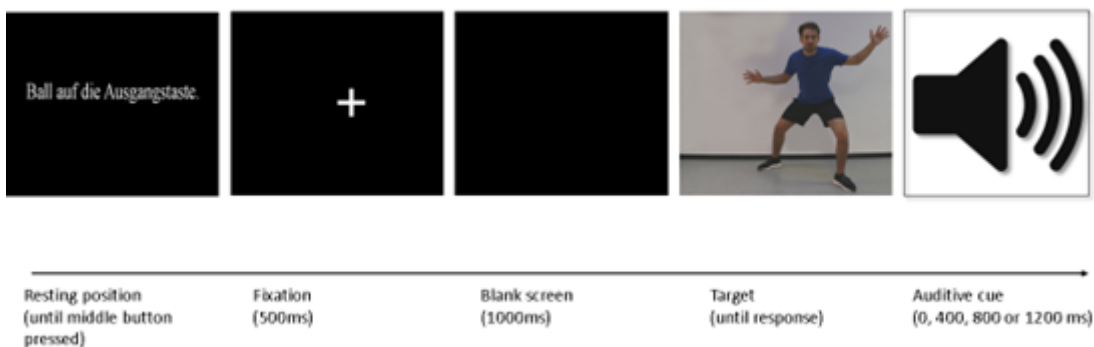 Ball auf die Ausgangstaste.
Resting position
(until middle button
pressed)
Fixation
(500ms)
Blank screen
(1000ms)
Target
(until response)
Auditive cue
(0, 400, 800 or 1200 ms)